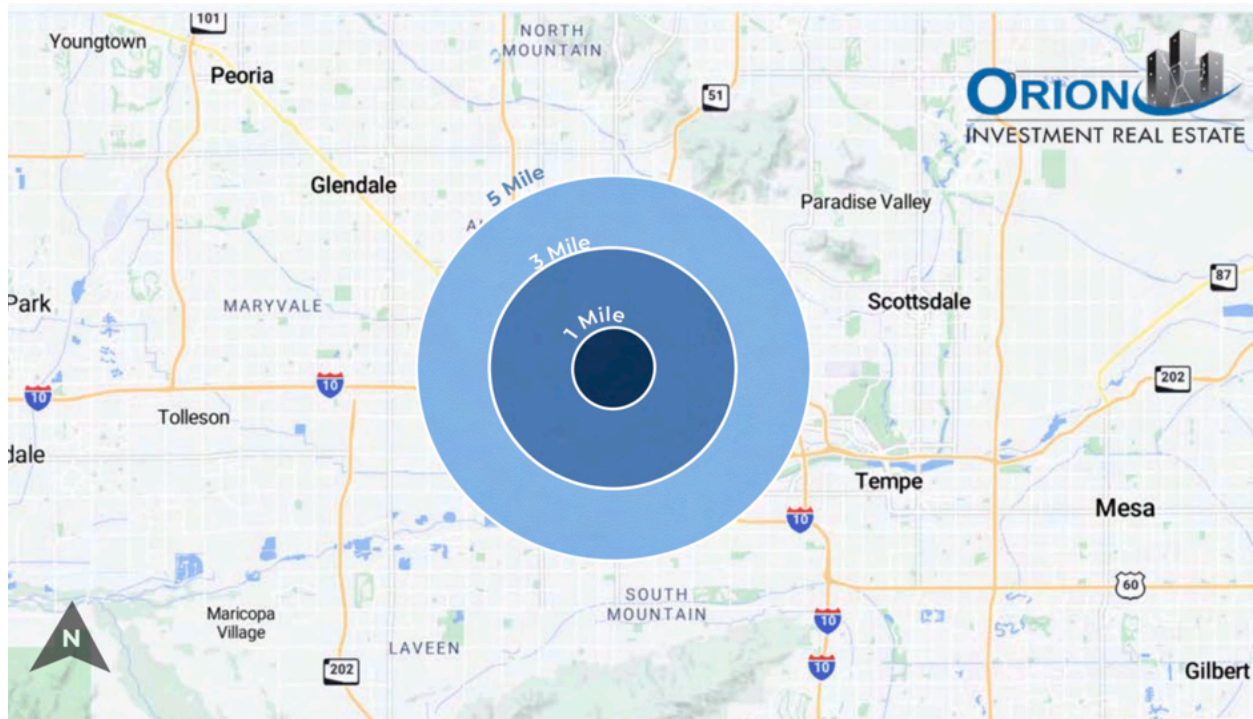 101
Youngtown
NORTH
MOUNTAIN
Peoria
51
ORION
INVESTMENT REAL ESTATE
Glendale
5 Mile
Paradise Valley
3 Mile
87
Park
MARYVALE
Scottsdale
1 Mile
10
10
202
Tolleson
dale
Tempe
Mesa
10
60
SOUTH
MOUNTAIN
Maricopa
Village
10
N
LAVEEN
202
10
Gilbert